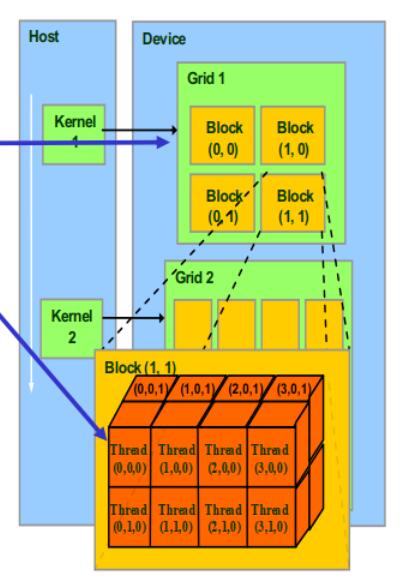 Host
Device
Grid 1
Kernel
1
Block
(0, 0)
Block
(1, 0)
Block
(0, 1)
Block
(1, 1)
Grid 2
Kernel
2
Block (1, 1)
(0,0,1) (1,0,1) (2,0,1) (3,0,1)
Thread
(0,0,0)
Thread
(1,0,0)
Thread
(2,0,0)
Thread
(3,0,0)
Thread
(0,1,0)
Thread
(1,1,0)
Thread
(2,1,0)
Thread
(3,1,0)